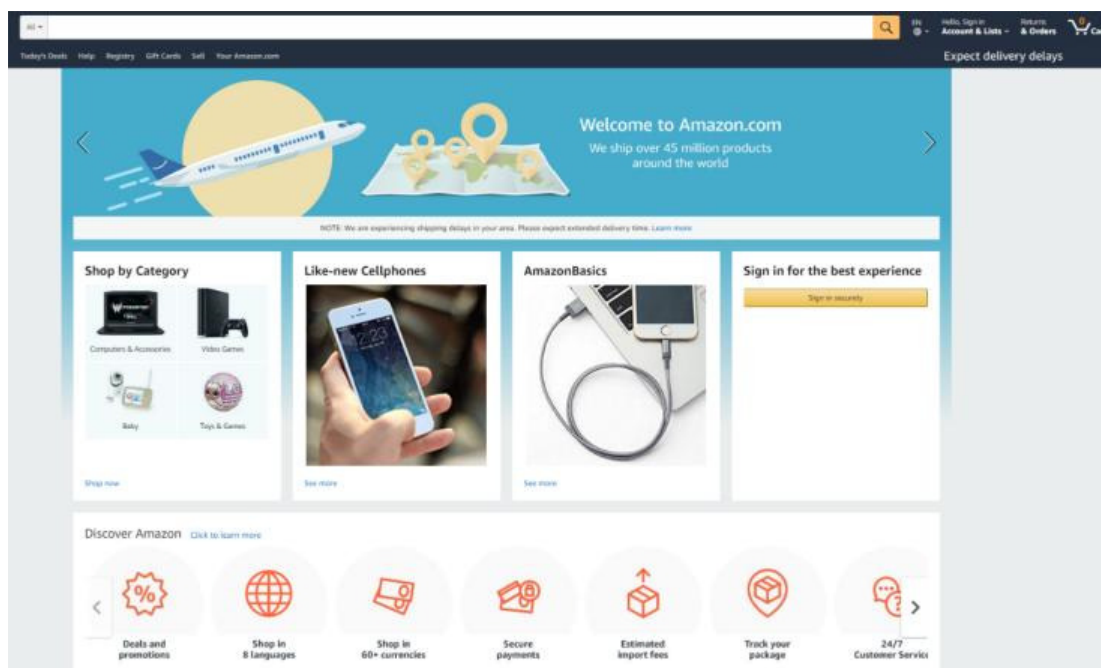 All
EN
Hello, Sign in
Account & Lists
Returns
& Orders
0
Ca
Today's Deals
Help
Registry
Gift Cards
Sell
Your Amazon.com
Expect delivery delays
Welcome to Amazon.com
We ship over 45 million products
around the world
NOTE: We are experiencing shipping delays in your area. Please expect extended delivery time. Learn more
Shop by Category
Computers & Accessories
Video Games
Baby
Toys & Games
Shop now
Like-new Cellphones
2:23
See more
AmazonBasics
See more
Sign in for the best experience
Sign in securely
Discover Amazon
Click to learn more
Deals and
promotions
Shop in
8 languages
Shop in
60+ currencies
Secure
payments
Estimated
import fees
Track your
package
24/7
Customer Service